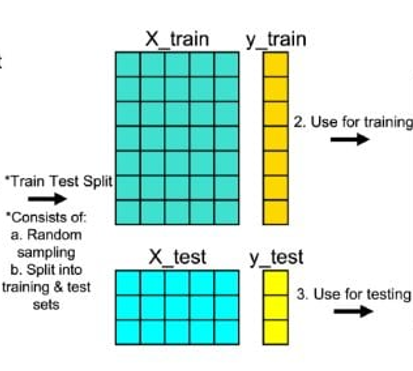 X_train y_train
2. Use for training
*Train Test Split
*Consists of:
a. Random
sampling
b. Split into
training & test
sets
X_test y_test
3. Use for testing